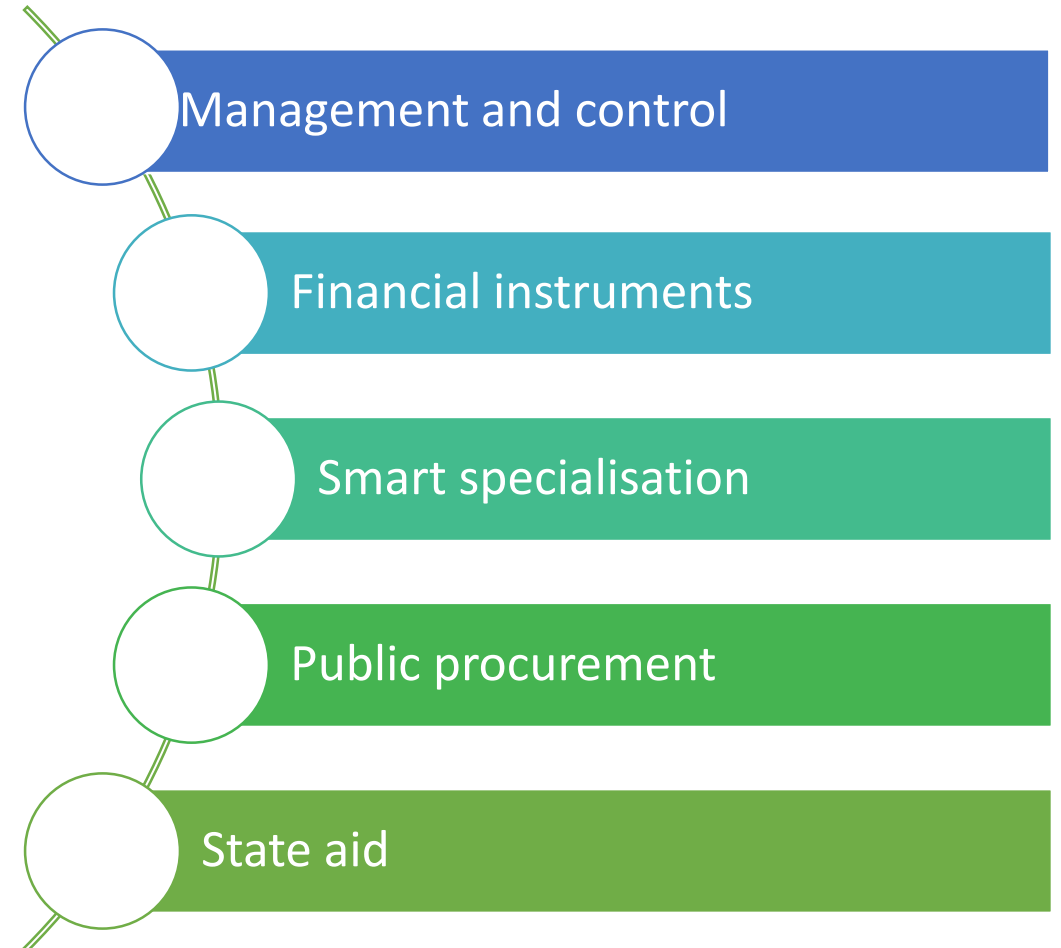 Management and control
Financial instruments
Smart specialisation
Public procurement
State aid